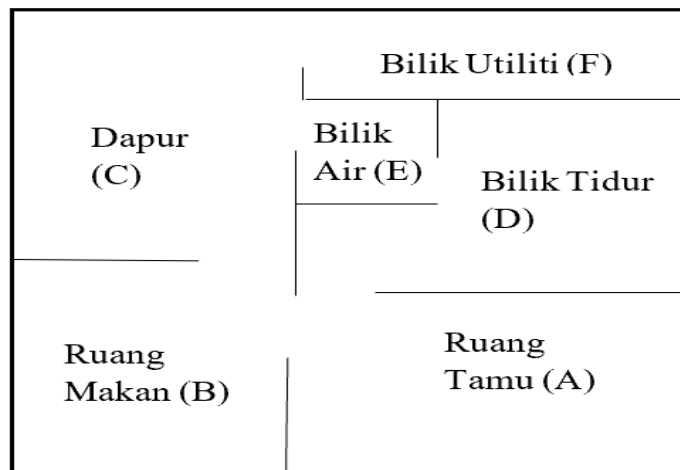 Bilik Utiliti (F)
Dapur
(C)
Bilik
Air (E)
Bilik Tidur
(D)
Ruang
Makan (B)
Ruang
Tamu (A)